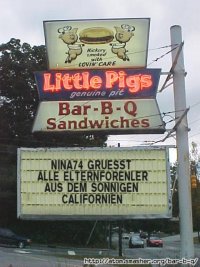 Hickory
smoked
with
LOVIN' CARE
Little Pigs
genuine pit
Bar-B-Q
Sandwiches
NINA74 GRUESST
ALLE ELTERNFORENLER
AUS DEM SONNIGEN
CALIFORNIEN